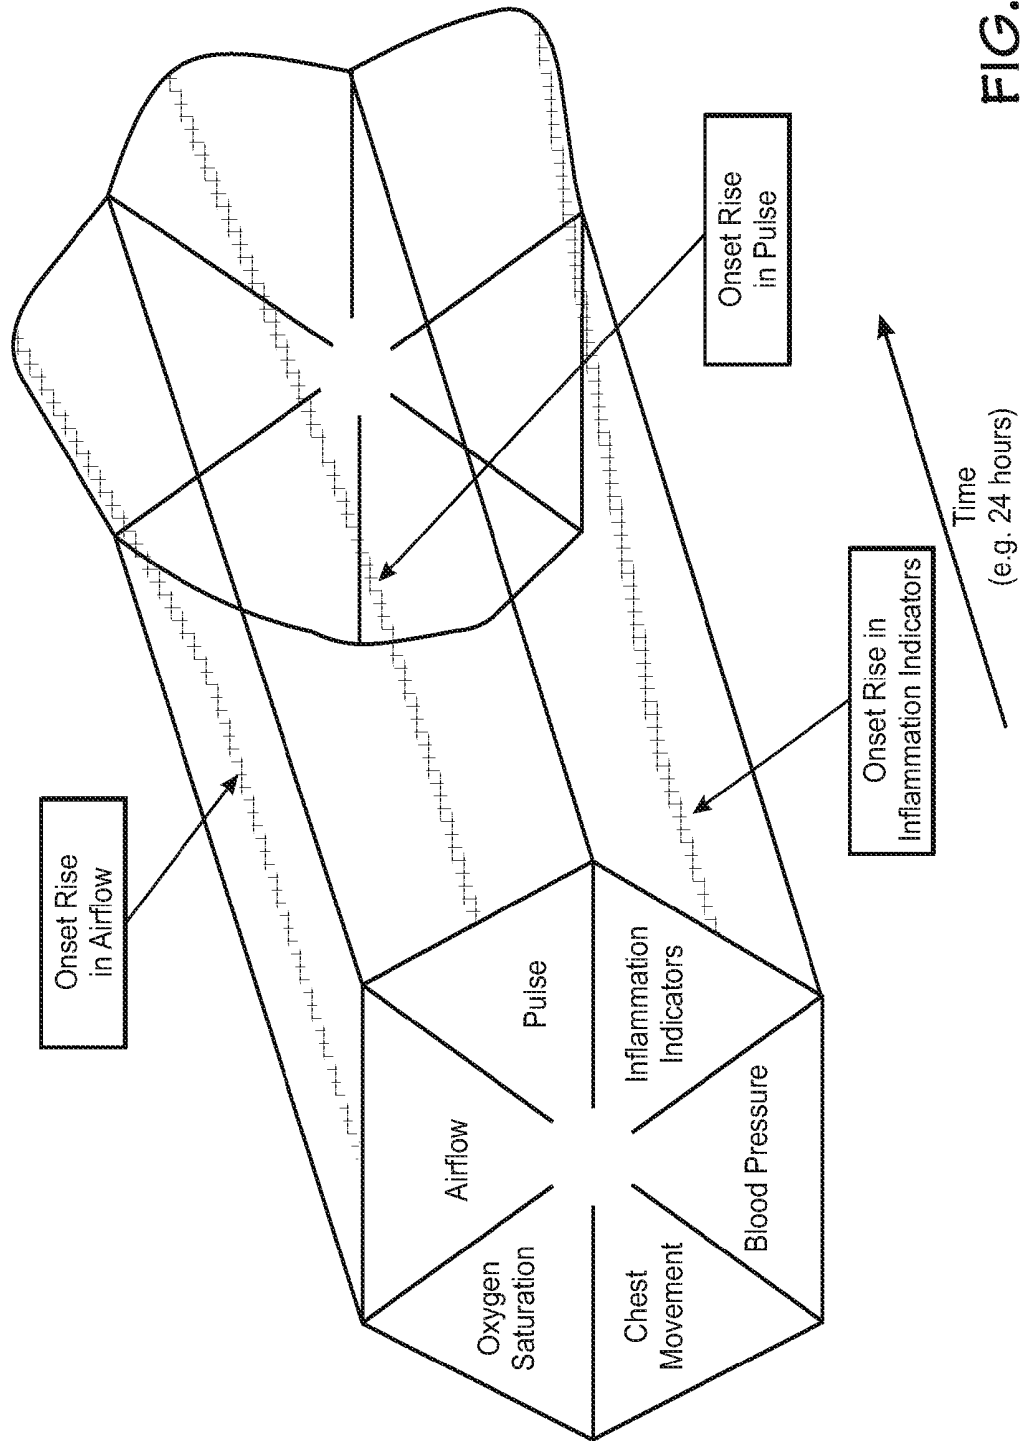 Onset Rise
in Airflow
Onset Rise
in Pulse
Onset Rise in
Inflammation Indicators
Time
(e.g. 24 hours)
Oxygen
Saturation
Airflow
Pulse
Chest
Movement
Inflammation
Indicators
Blood Pressure
FIG.